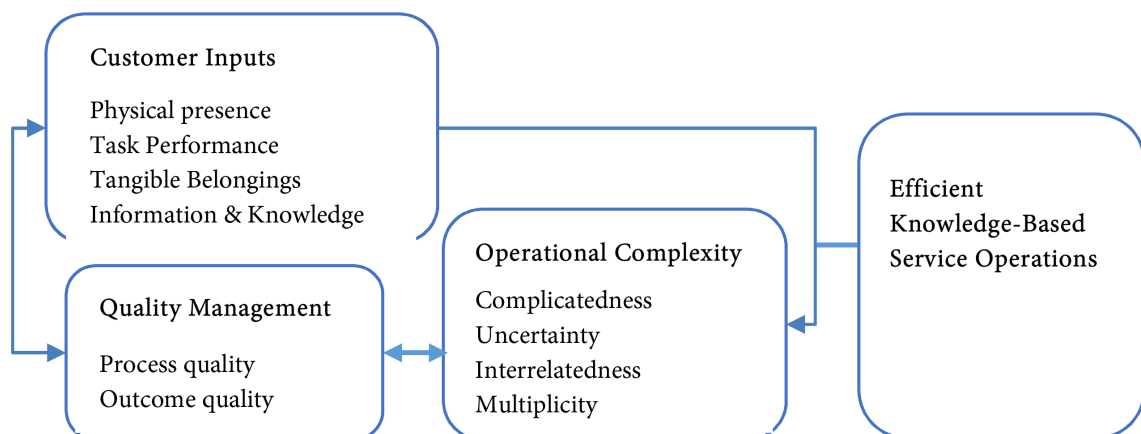 Customer Inputs
Physical presence
Task Performance
Tangible Belongings
Information & Knowledge
Quality Management
Process quality
Outcome quality
Operational Complexity
Complicatedness
Uncertainty
Interrelatedness
Multiplicity
Efficient
Knowledge-Based
Service Operations